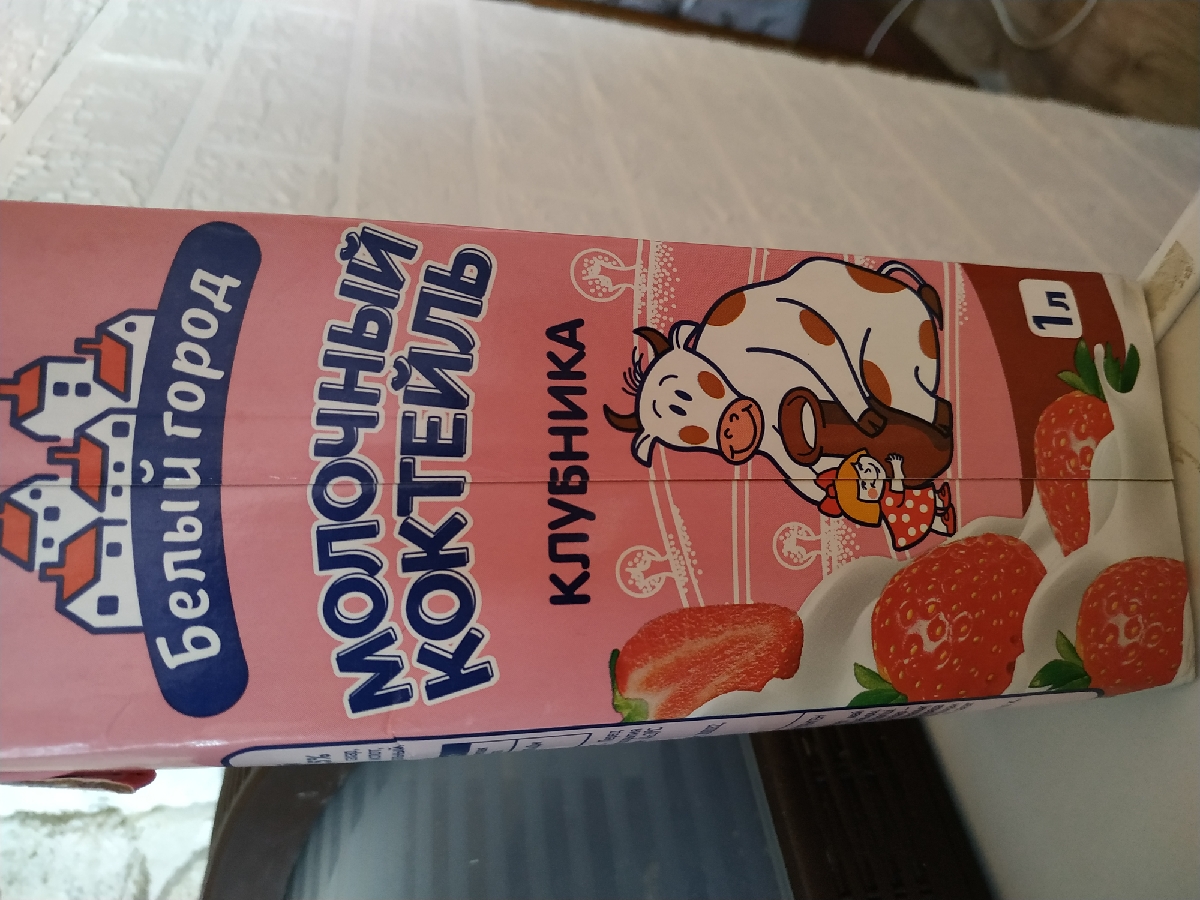 Белый город
МОЛОЧНЫЙ
КОКТЕЙЛЬ
КЛУБНИКА
1л